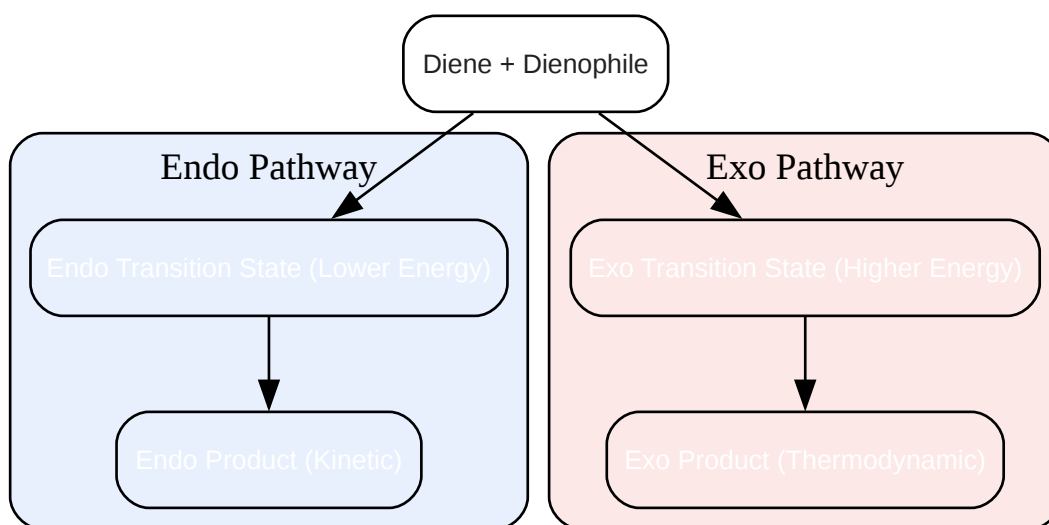 Diene + Dienophile
Endo Pathway
Exo Pathway
Endo Transition State (Lower Energy)
Exo Transition State (Higher Energy)
Endo Product (Kinetic)
Exo Product (Thermodynamic)